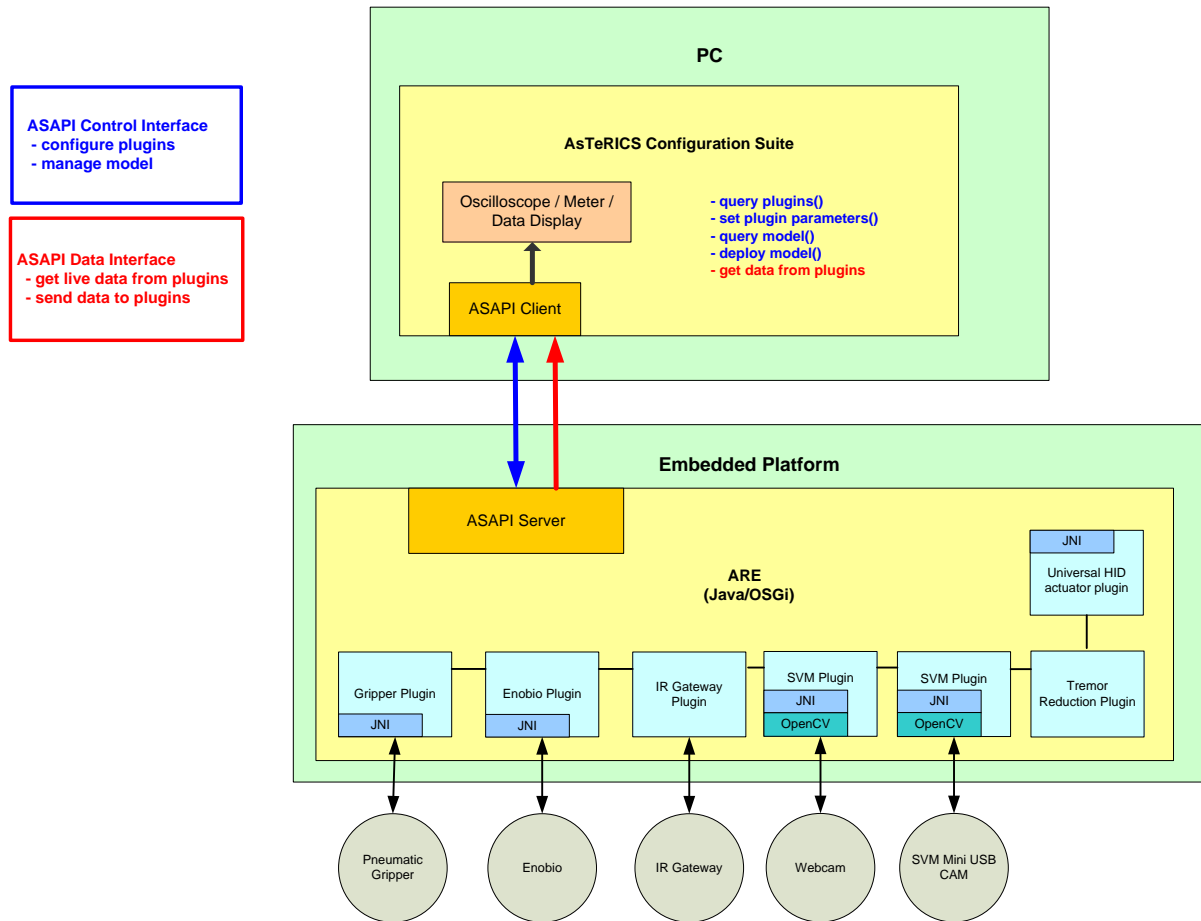 PC
ASAPI Control Interface
- configure plugins
- manage model
ASAPI Data Interface
- get live data from plugins
- send data to plugins
AsTeRICS Configuration Suite
Oscilloscope / Meter /
Data Display
- query plugins()
- set plugin parameters()
- query model()
- deploy model()
- get data from plugins
ASAPI Client
Embedded Platform
ASAPI Server
ARE
(Java/OSGi)
JNI
Universal HID
actuator plugin
Gripper Plugin
JNI
Enobio Plugin
JNI
IR Gateway
Plugin
SVM Plugin
JNI
OpenCV
SVM Plugin
JNI
OpenCV
Tremor
Reduction Plugin
Pneumatic
Gripper
Enobio
IR Gateway
Webcam
SVM Mini USB
CAM